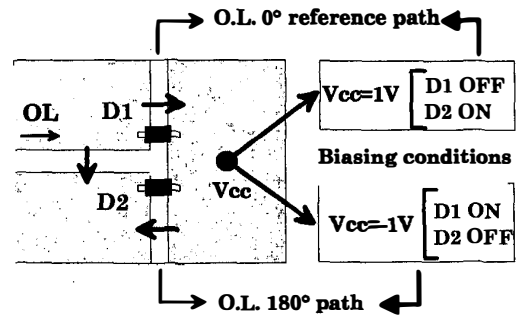 O.L. 0° reference path
OL
D1
D2
Vcc
Vcc=1V
D1 OFF
D2 ON
Biasing conditions
Vcc=-1V
D1 ON
D2 OFF
O.L. 180° path